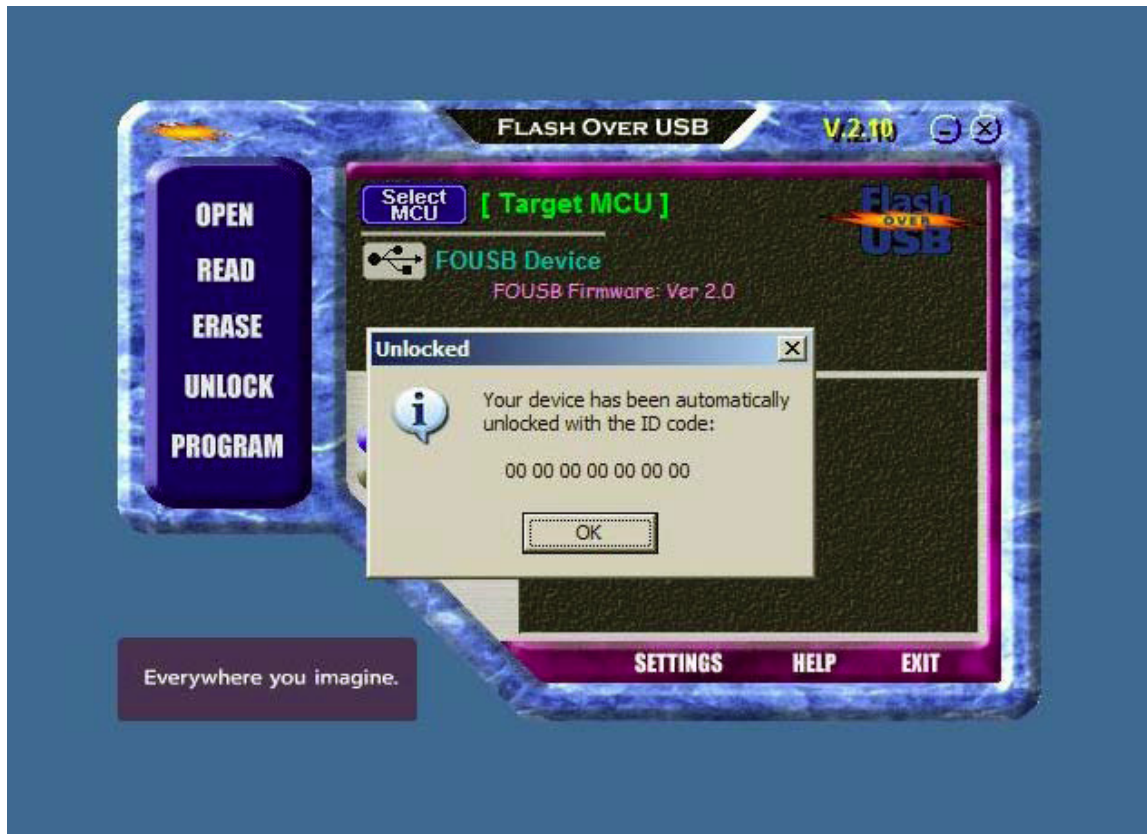 FLASH OVER USB
V.2.10
OPEN
READ
ERASE
UNLOCK
PROGRAM
Select
MCU
[ Target MCU ]
Flash
OVER
USB
FOUSB Device
FOUSB Firmware: Ver 2.0
Unlocked
Your device has been automatically
unlocked with the ID code:
00 00 00 00 00 00 00
OK
SETTINGS HELP EXIT
Everywhere you imagine.